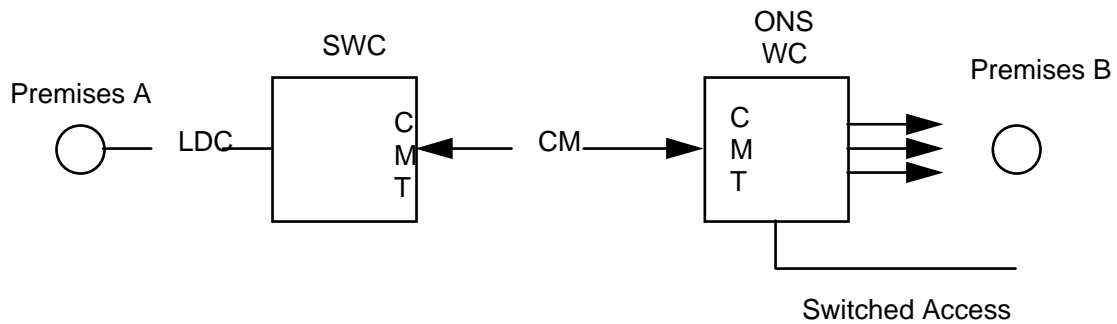 SWC
ONS
WC
Premises A
Premises B
LDC
C
M
T
CM
C
M
T
Switched Access